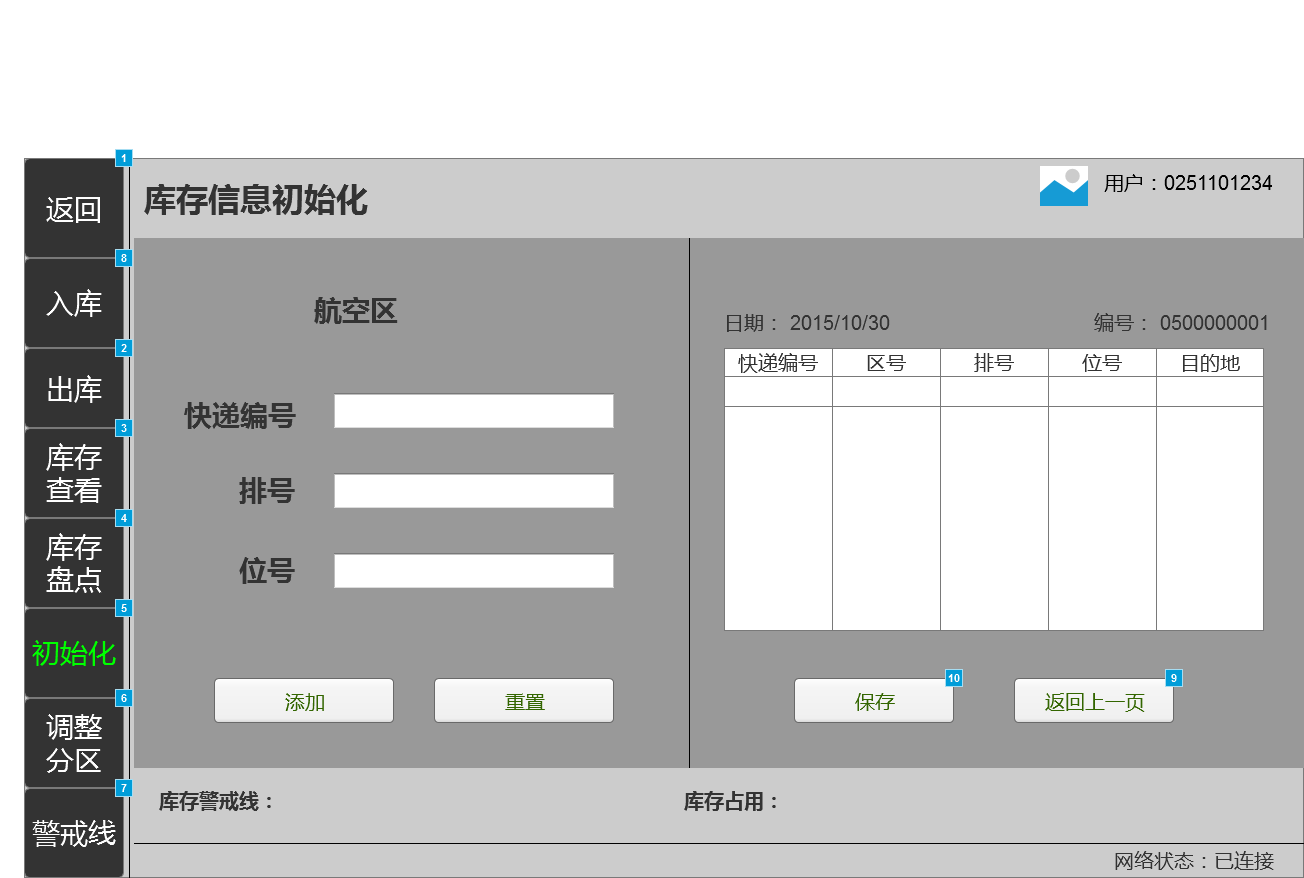 1
返回
8
入库
2
出库
3
库存
查看
4
库存
盘点
5
初始化
6
调整
分区
7
警戒线
库存信息初始化
用户：0251101234
航空区
快递编号
排号
位号
添加
重置
日期： 2015/10/30
编号： 0500000001
快递编号 区号 排号 位号 目的地
保存
10
返回上一页
9
库存警戒线：
库存占用：
网络状态：已连接